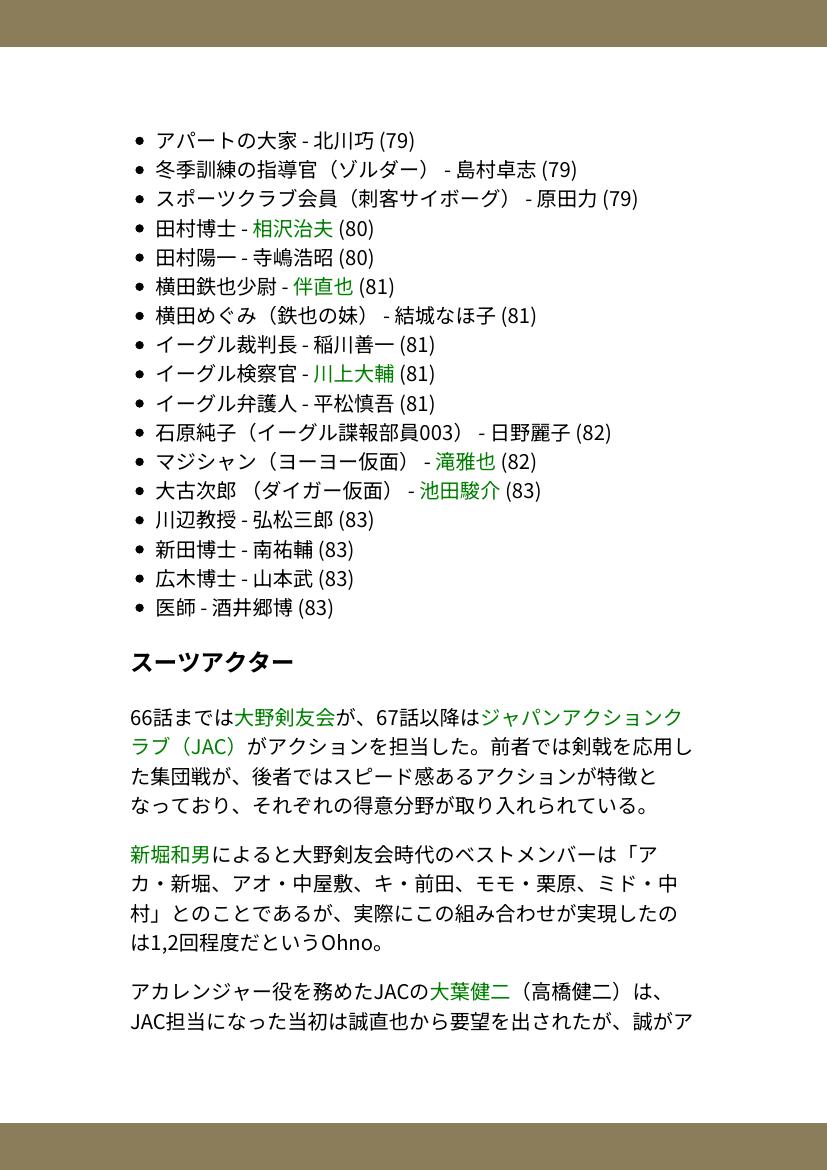 アパートの大家 - 北川巧 (79)
冬季訓練の指導官（ゾルダー） - 島村卓志 (79)
スポーツクラブ会員（刺客サイボーグ） - 原田力 (79)
田村博士 - 相沢治夫 (80)
田村陽一 - 寺嶋浩昭 (80)
横田鉄也少尉 - 伴直也 (81)
横田めぐみ（鉄也の妹） - 結城なほ子 (81)
イーグル裁判長 - 稲川善一 (81)
イーグル検察官 - 川上大輔 (81)
イーグル弁護人 - 平松慎吾 (81)
石原純子（イーグル諜報部員003） - 日野麗子 (82)
マジシャン（ヨーヨー仮面） - 滝雅也 (82)
大古次郎 （ダイガー仮面） - 池田駿介 (83)
川辺教授 - 弘松三郎 (83)
新田博士 - 南祐輔 (83)
広木博士 - 山本武 (83)
医師 - 酒井郷博 (83)
スーツアクター
66話までは大野剣友会が、67話以降はジャパンアクションク
ラブ（JAC）がアクションを担当した。前者では剣戟を応用し
た集団戦が、後者ではスピード感あるアクションが特徴と
なっており、それぞれの得意分野が取り入れられている。
新堀和男によると大野剣友会時代のベストメンバーは「ア
カ・新堀、アオ・中屋敷、キ・前田、モモ・栗原、ミド・中
村」とのことであるが、実際にこの組み合わせが実現したの
は1,2回程度だというOhno。
アカレンジャー役を務めたJACの大葉健二（高橋健二）は、
JAC担当になった当初は誠直也から要望を出されたが、誠がア